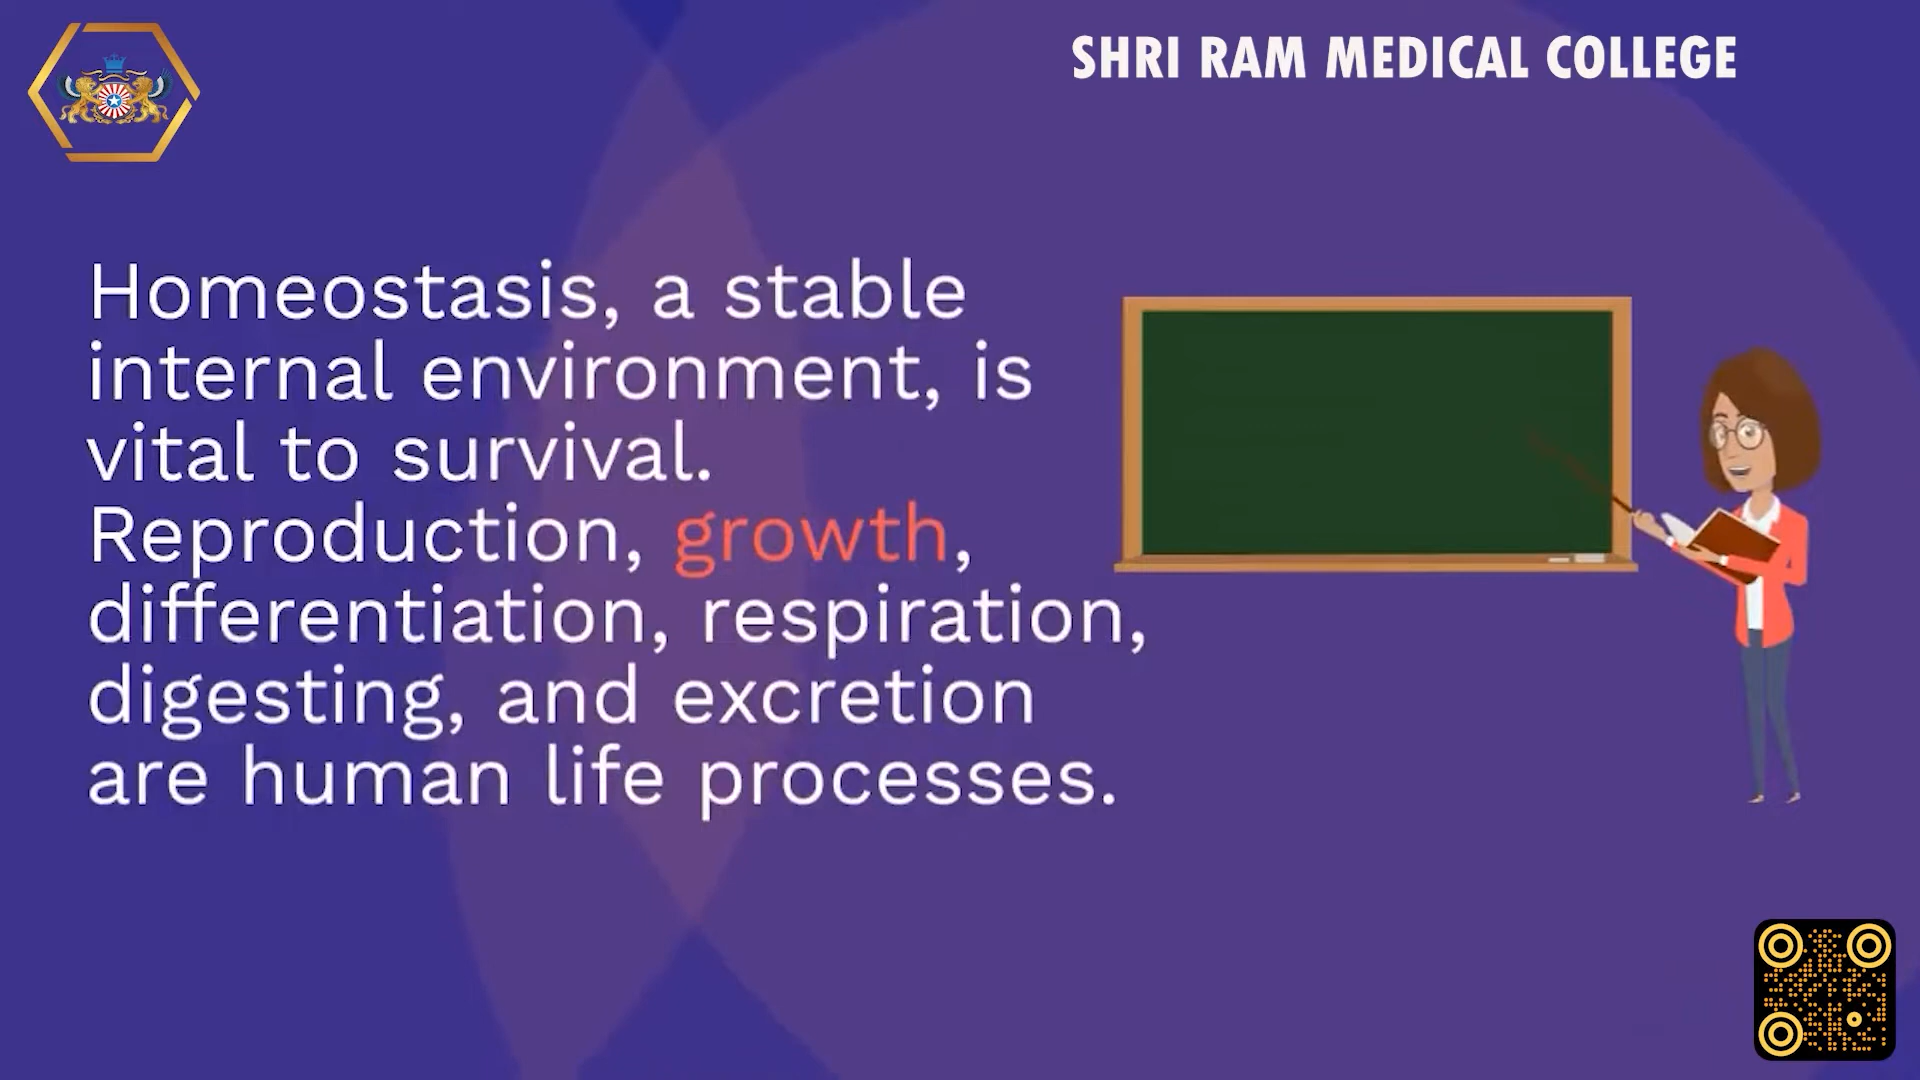 SHRI RAM MEDICAL COLLEGE
Homeostasis, a stable
internal environment, is
vital to survival.
Reproduction, growth,
differentiation, respiration,
digesting, and excretion
are human life processes.